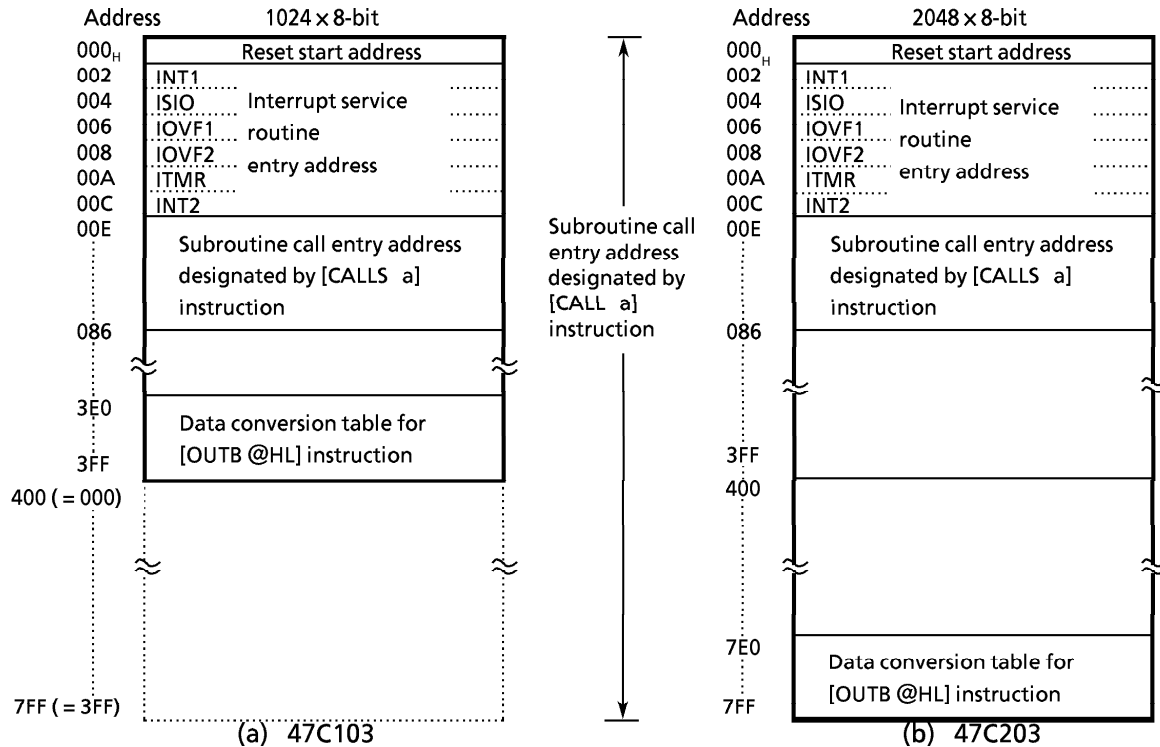 Address 1024 × 8-bit
000H Reset start address
002 INT1
004 ISIO Interrupt service
006 IOVF1 routine
008 IOVF2 entry address
00A ITMR
00C INT2
00E
Subroutine call entry address
designated by [CALLS a]
instruction
086
3E0
Data conversion table for
[OUTB @HL] instruction
3FF
400 ( = 000)
7FF ( = 3FF)
(a) 47C103
Subroutine call
entry address
designated by
[CALL a]
instruction
Address 2048 × 8-bit
000H Reset start address
002 INT1
004 ISIO Interrupt service
006 IOVF1 routine
008 IOVF2 entry address
00A ITMR
00C INT2
00E
Subroutine call entry address
designated by [CALLS a]
instruction
086
3FF
400
7E0
Data conversion table for
[OUTB @HL] instruction
7FF
(b) 47C203